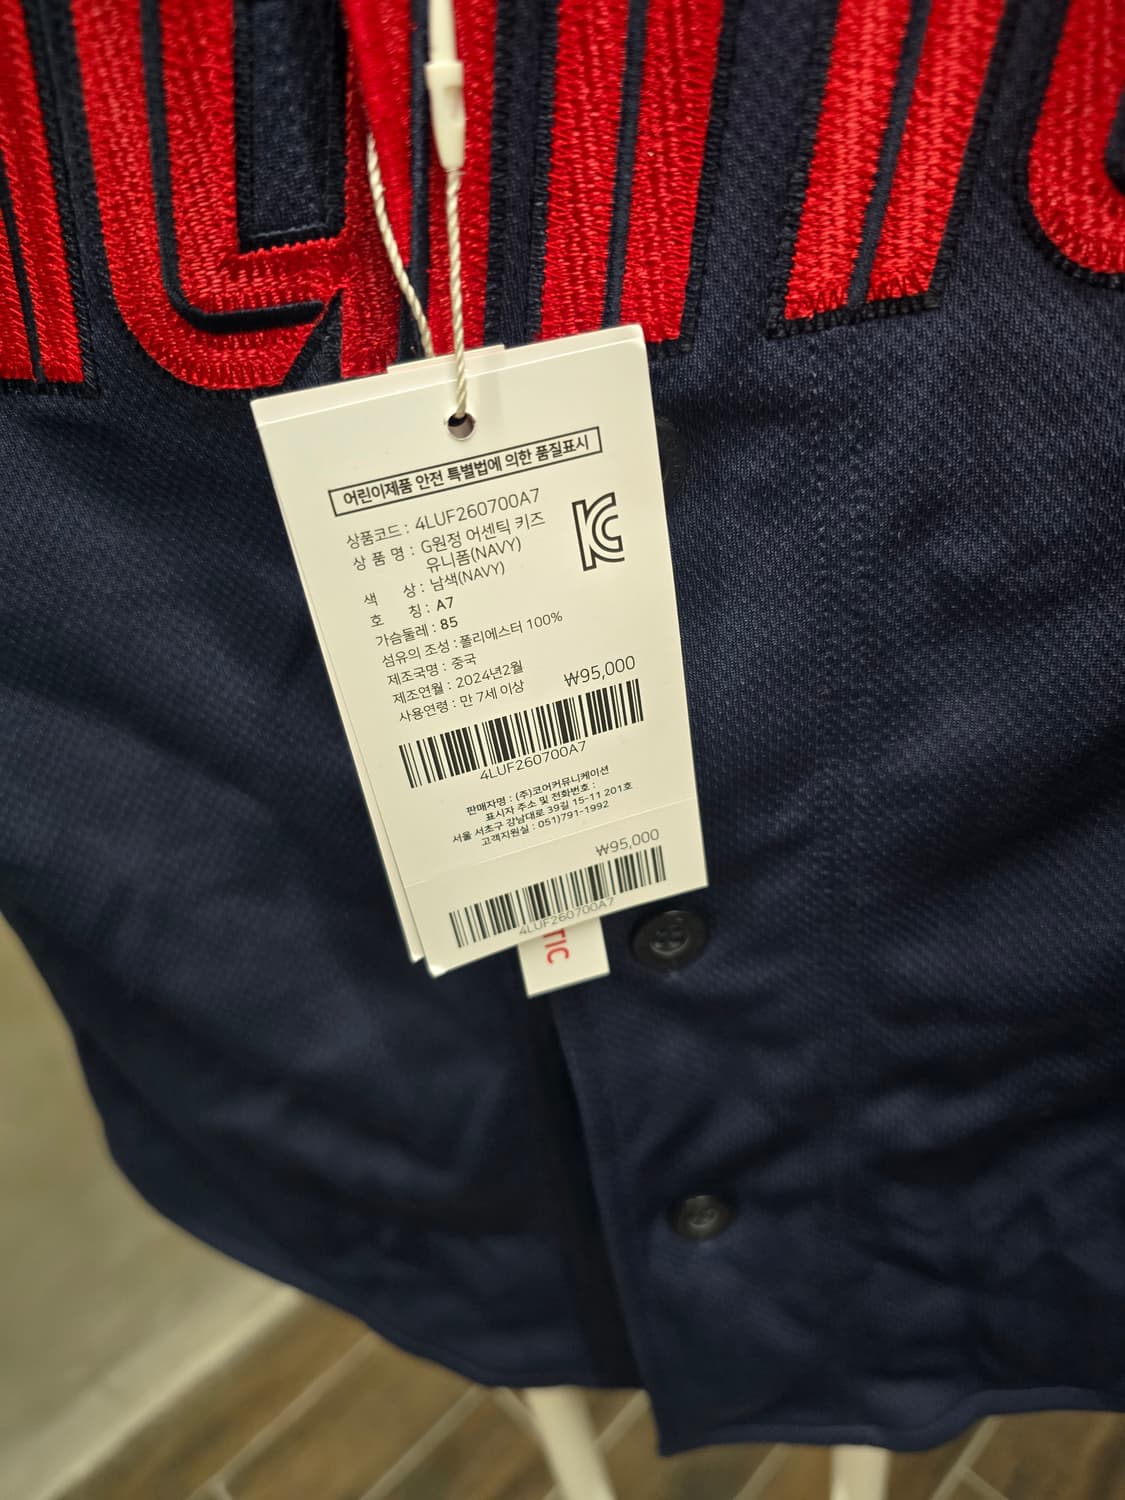 어린이제품 안전 특별법에 의한 품질표시
상품코드 : 4LUF260700A7
상 품 명 : G원정 어센틱 키즈
유니폼(NAVY)
색 상 : 남색(NAVY)
호 칭 : A7
가슴둘레 : 85
섬유의 조성 : 폴리에스터 100%
제조국명 : 중국
제조연월 : 2024년2월
사용연령 : 만 7세 이상
₩95,000
4LUF260700A7
판매자명 : (주)코어커뮤니케이션
표시자 주소 및 전화번호 :
서울 서초구 강남대로 39길 15-11 201호
고객지원실 : 051)791-1992
₩95,000
4LUF260700A7
TIC